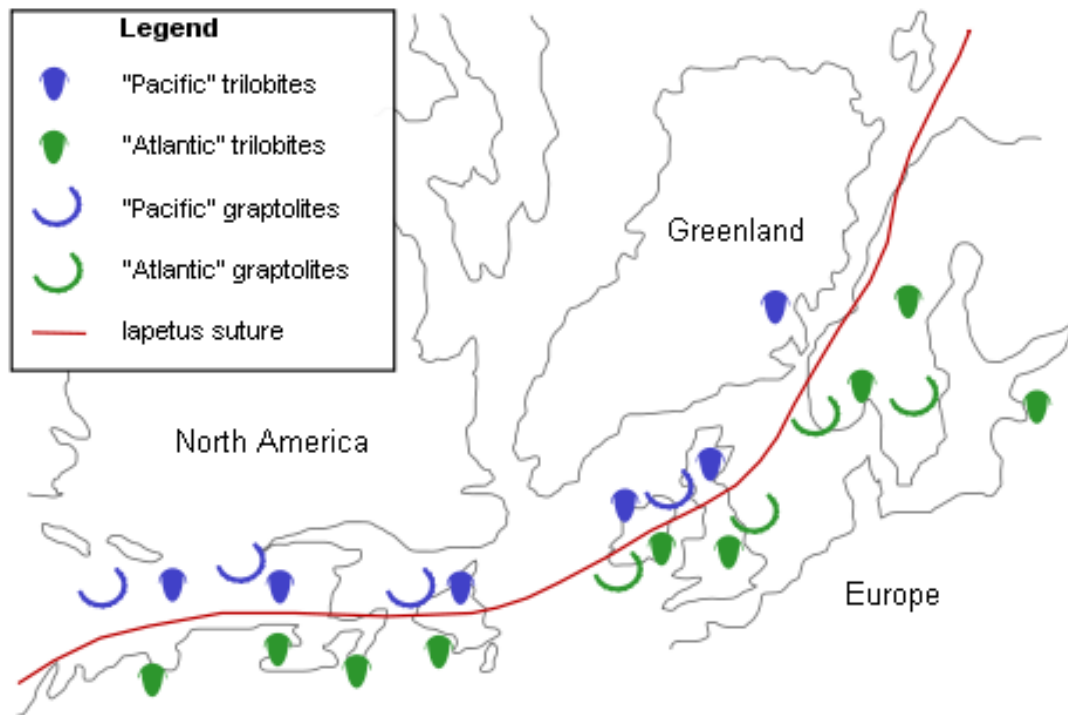 Legend
"Pacific" trilobites
"Atlantic" trilobites
"Pacific" graptolites
"Atlantic" graptolites
Iapetus suture
Greenland
North America
Europe